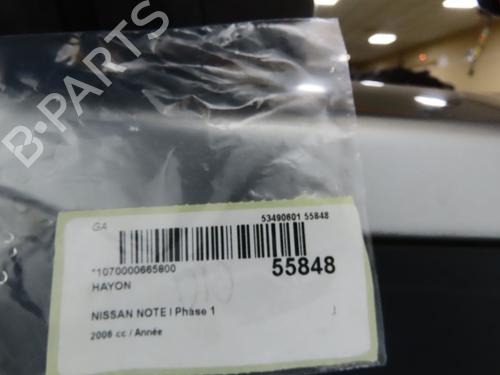 B-PARTS
GA
53490601 55848
*1070000665800
55848
HAYON
NISSAN NOTE I Phase 1
J
2006 cc / Année